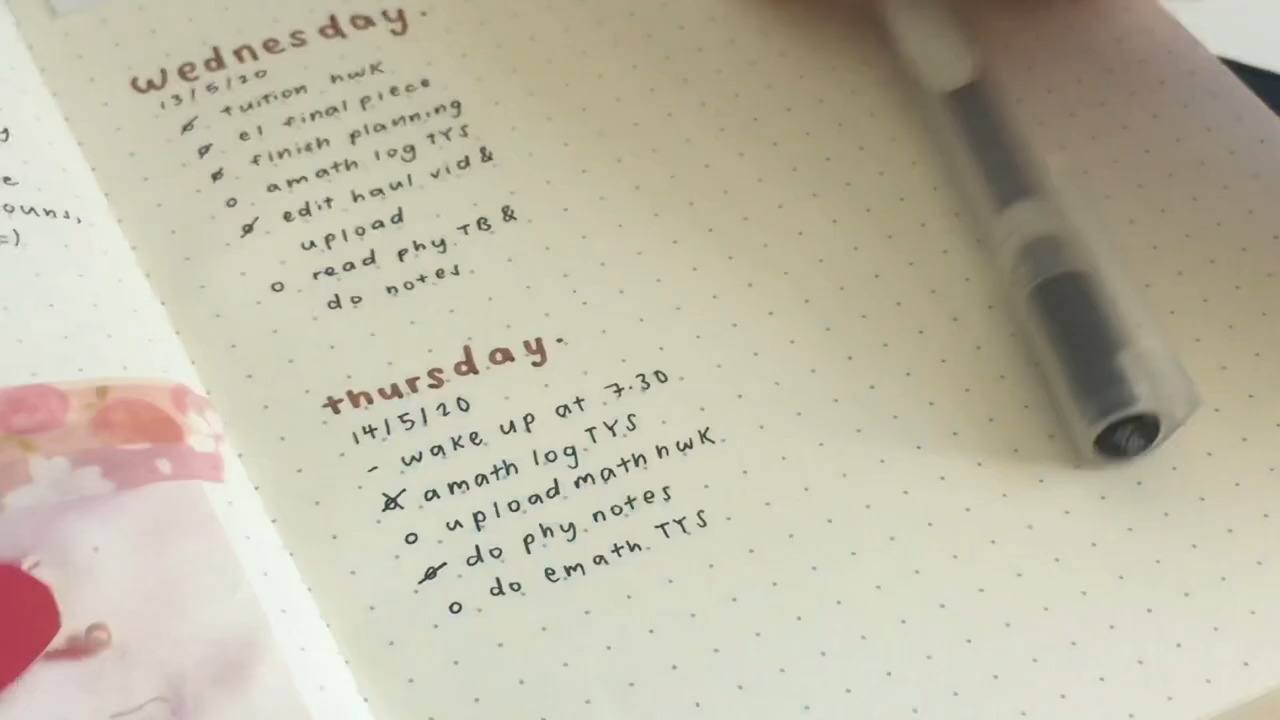 y
e
ouns,
=)
wednesday.
13/5/20
tuition hwk
el final piece
finish planning
o amath log TYS
edit haul vid &
upload
o read phy TB &
do notes
thursday.
14/5/20
- wake up at 7.30
amath log TYS
o upload math hwk
do phy notes
o do emath TYS